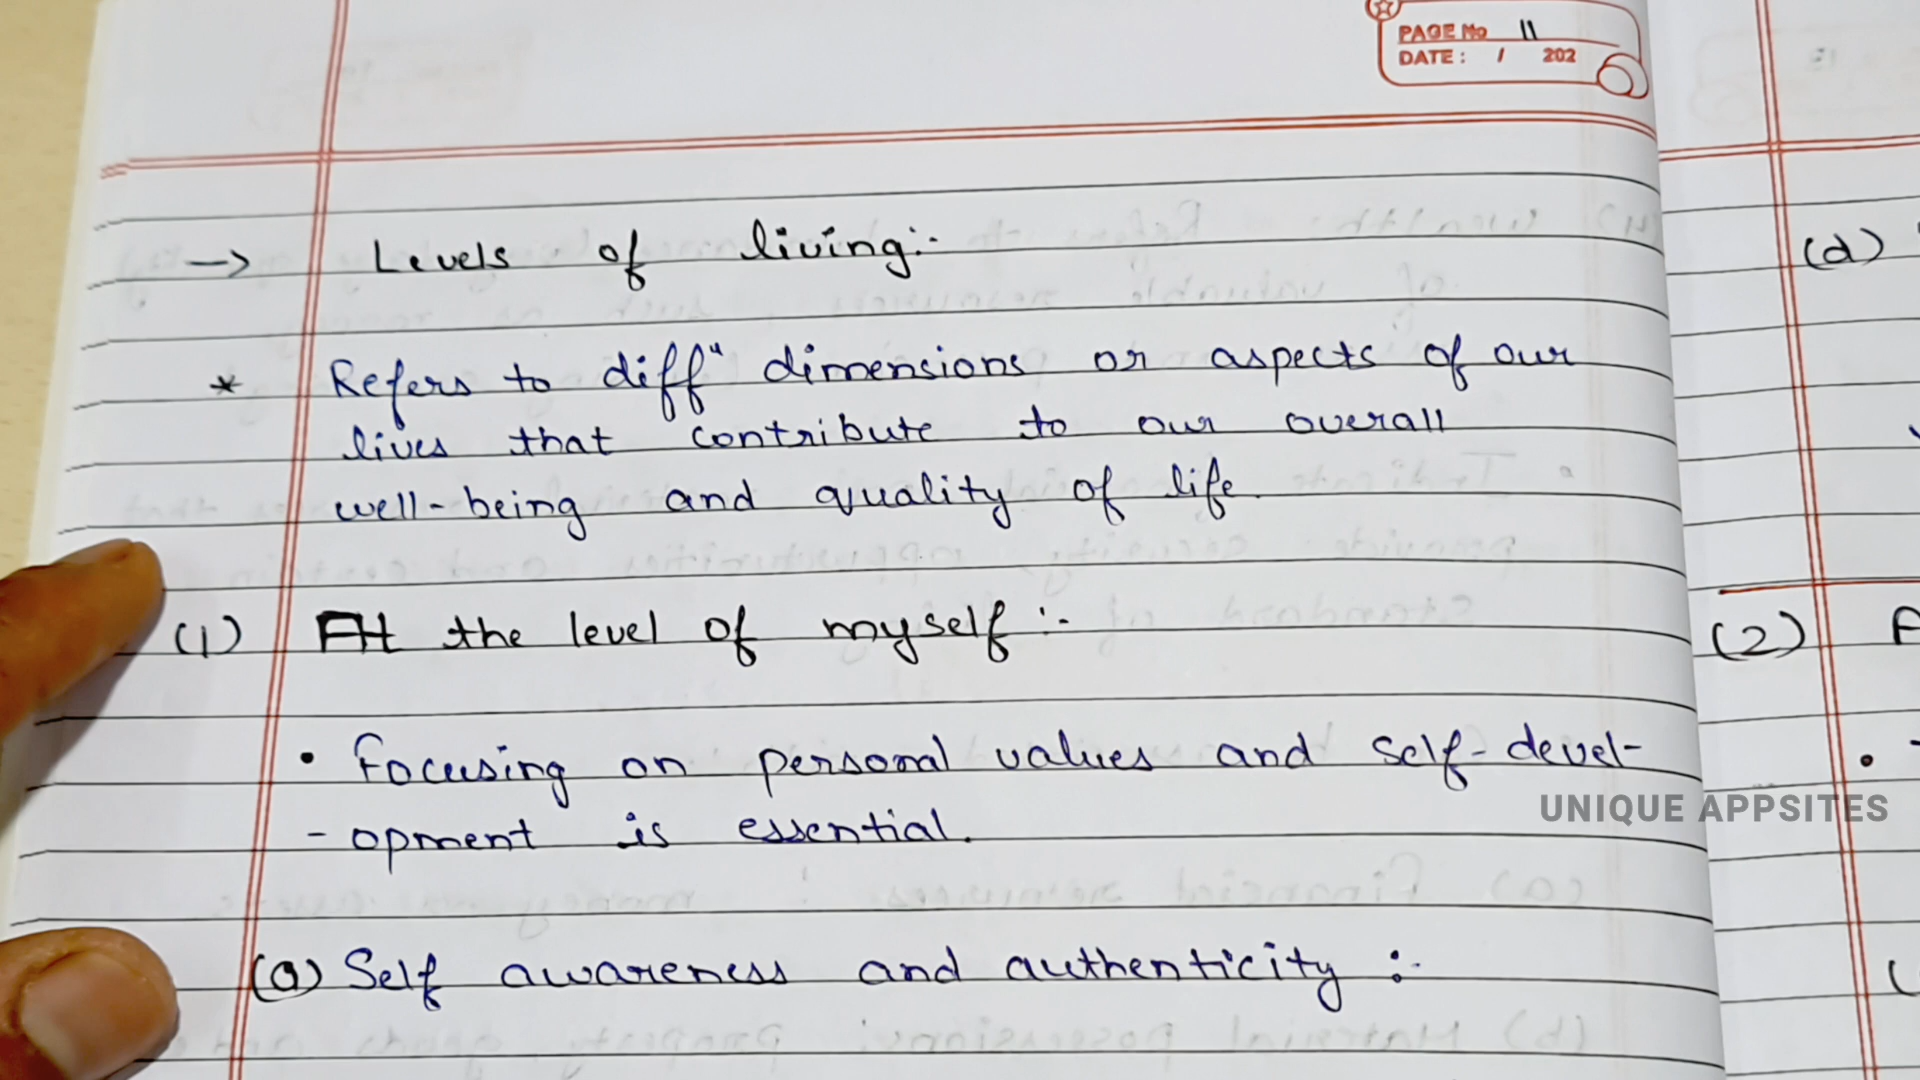 PAGE No 11
DATE: / 202
→ Levels of living:-
* Refers to diff" dimensions or aspects of our
lives that contribute to our overall
well-being and quality of life.
(1) At the level of myself :-
• Focusing on personal values and self-devel-
- opment is essential.
(a) Self awareness and authenticity :-
(d)
(2)
•
UNIQUE APPSITES